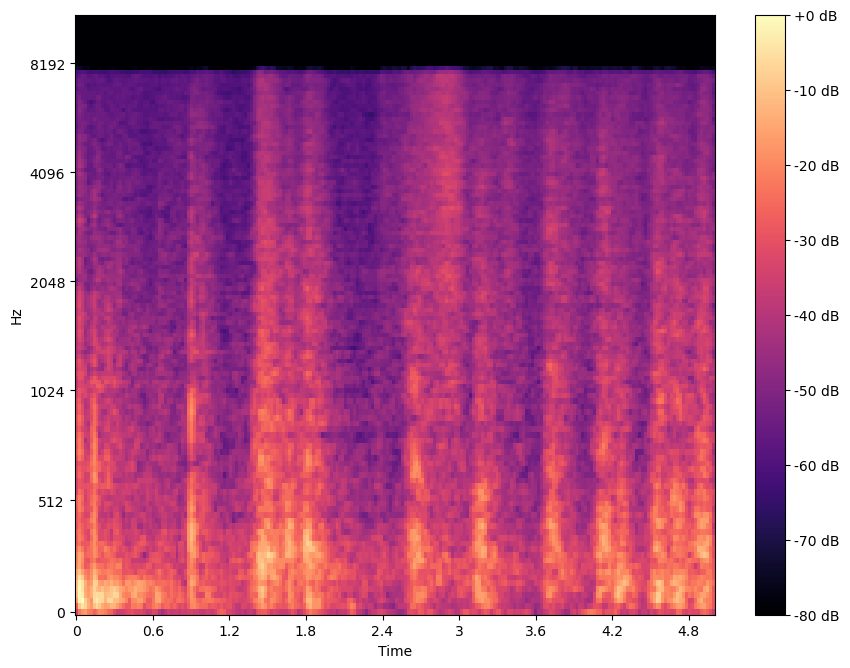 +0 dB
8192
-10 dB
4096
-20 dB
-30 dB
2048
-40 dB
Hz
1024
-50 dB
-60 dB
512
-70 dB
0
-80 dB
0 0.6 1.2 1.8 2.4 3 3.6 4.2 4.8
Time